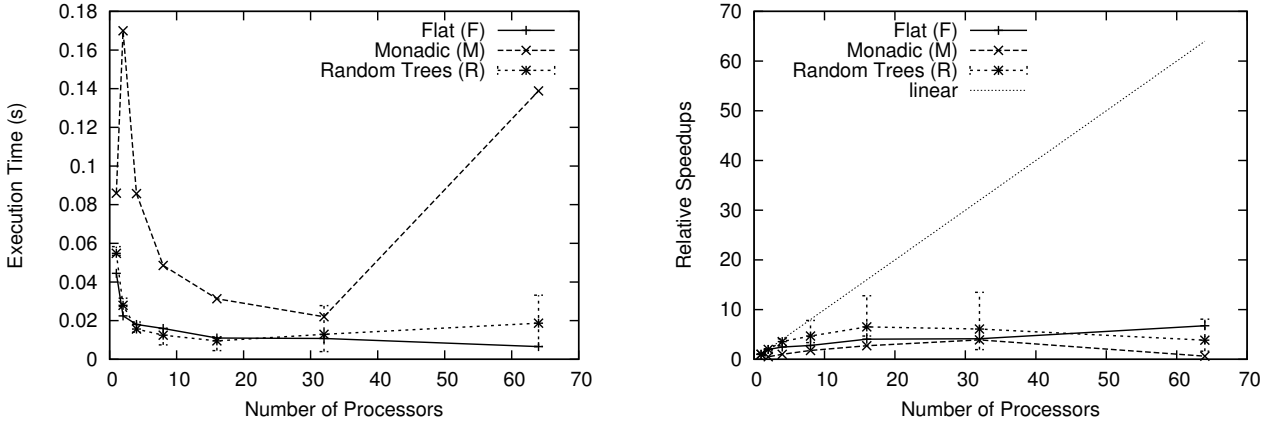 Execution Time (s)
0.18
0.16
0.14
0.12
0.1
0.08
0.06
0.04
0.02
0
0 10 20 30 40 50 60 70
Number of Processors
Flat (F)
Monadic (M)
Random Trees (R)
Relative Speedups
70
60
50
40
30
20
10
0
0 10 20 30 40 50 60 70
Number of Processors
Flat (F)
Monadic (M)
Random Trees (R)
linear